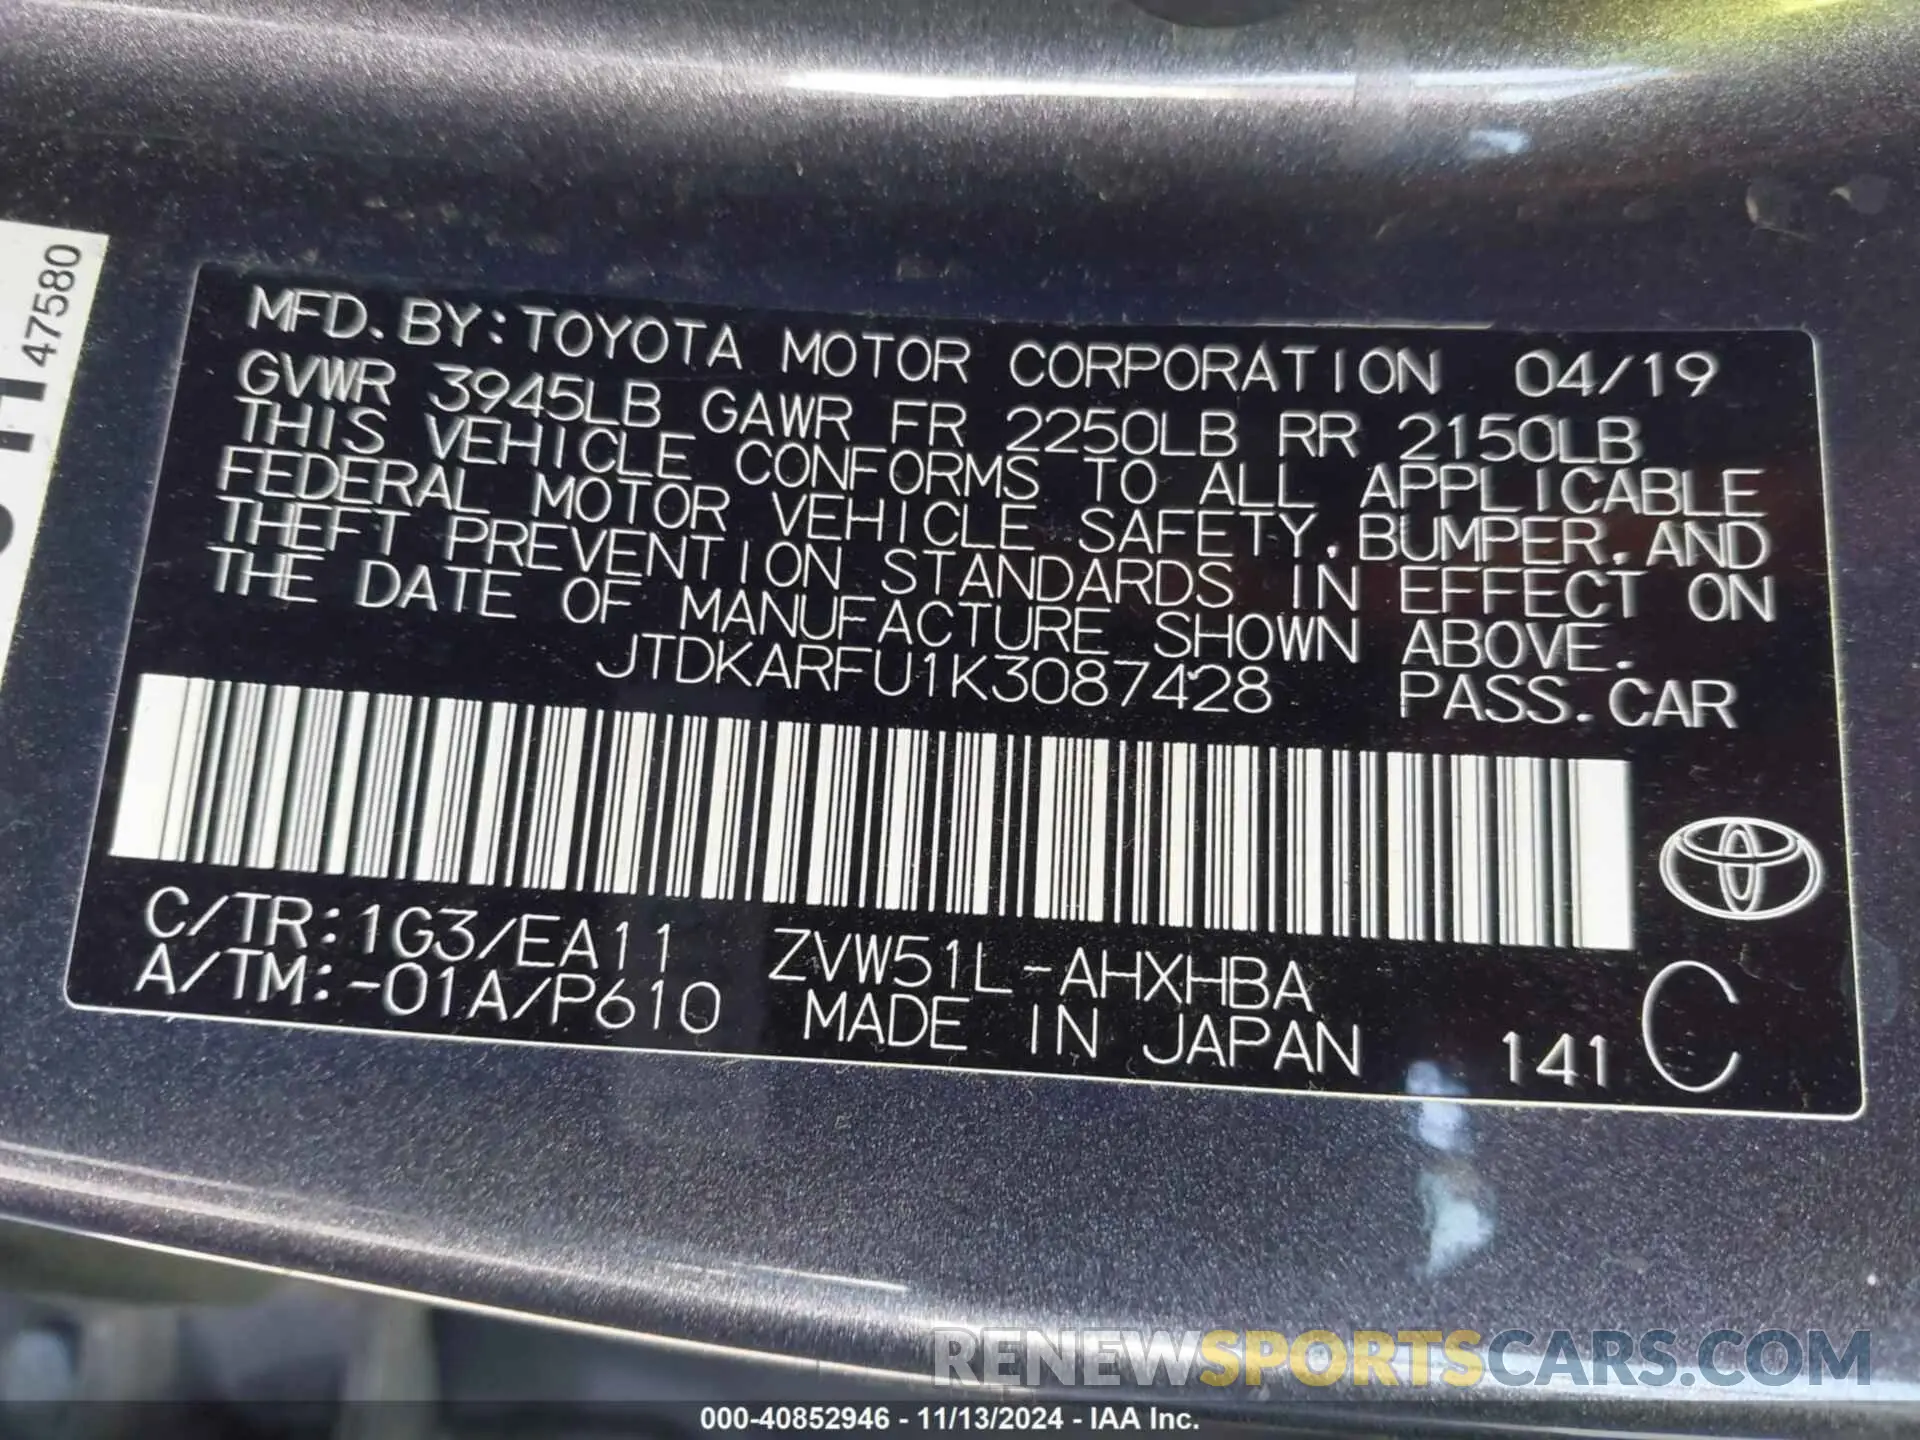 47580
MFD. BY: TOYOTA MOTOR CORPORATION 04/19
GVWR 3945LB GAWR FR 2250LB RR 2150LB
THIS VEHICLE CONFORMS TO ALL APPLICABLE
FEDERAL MOTOR VEHICLE SAFETY, BUMPER, AND
THEFT PREVENTION STANDARDS IN EFFECT ON
THE DATE OF MANUFACTURE SHOWN ABOVE.
JTDKARFU1K3087428 PASS. CAR
C/TR: 1G3/EA11 ZVW51L-AHXHBA
A/TM: -01A/P610 MADE IN JAPAN 141 C
RENEWSPORTSCARS.COM
000-40852946 - 11/13/2024 - IAA Inc.